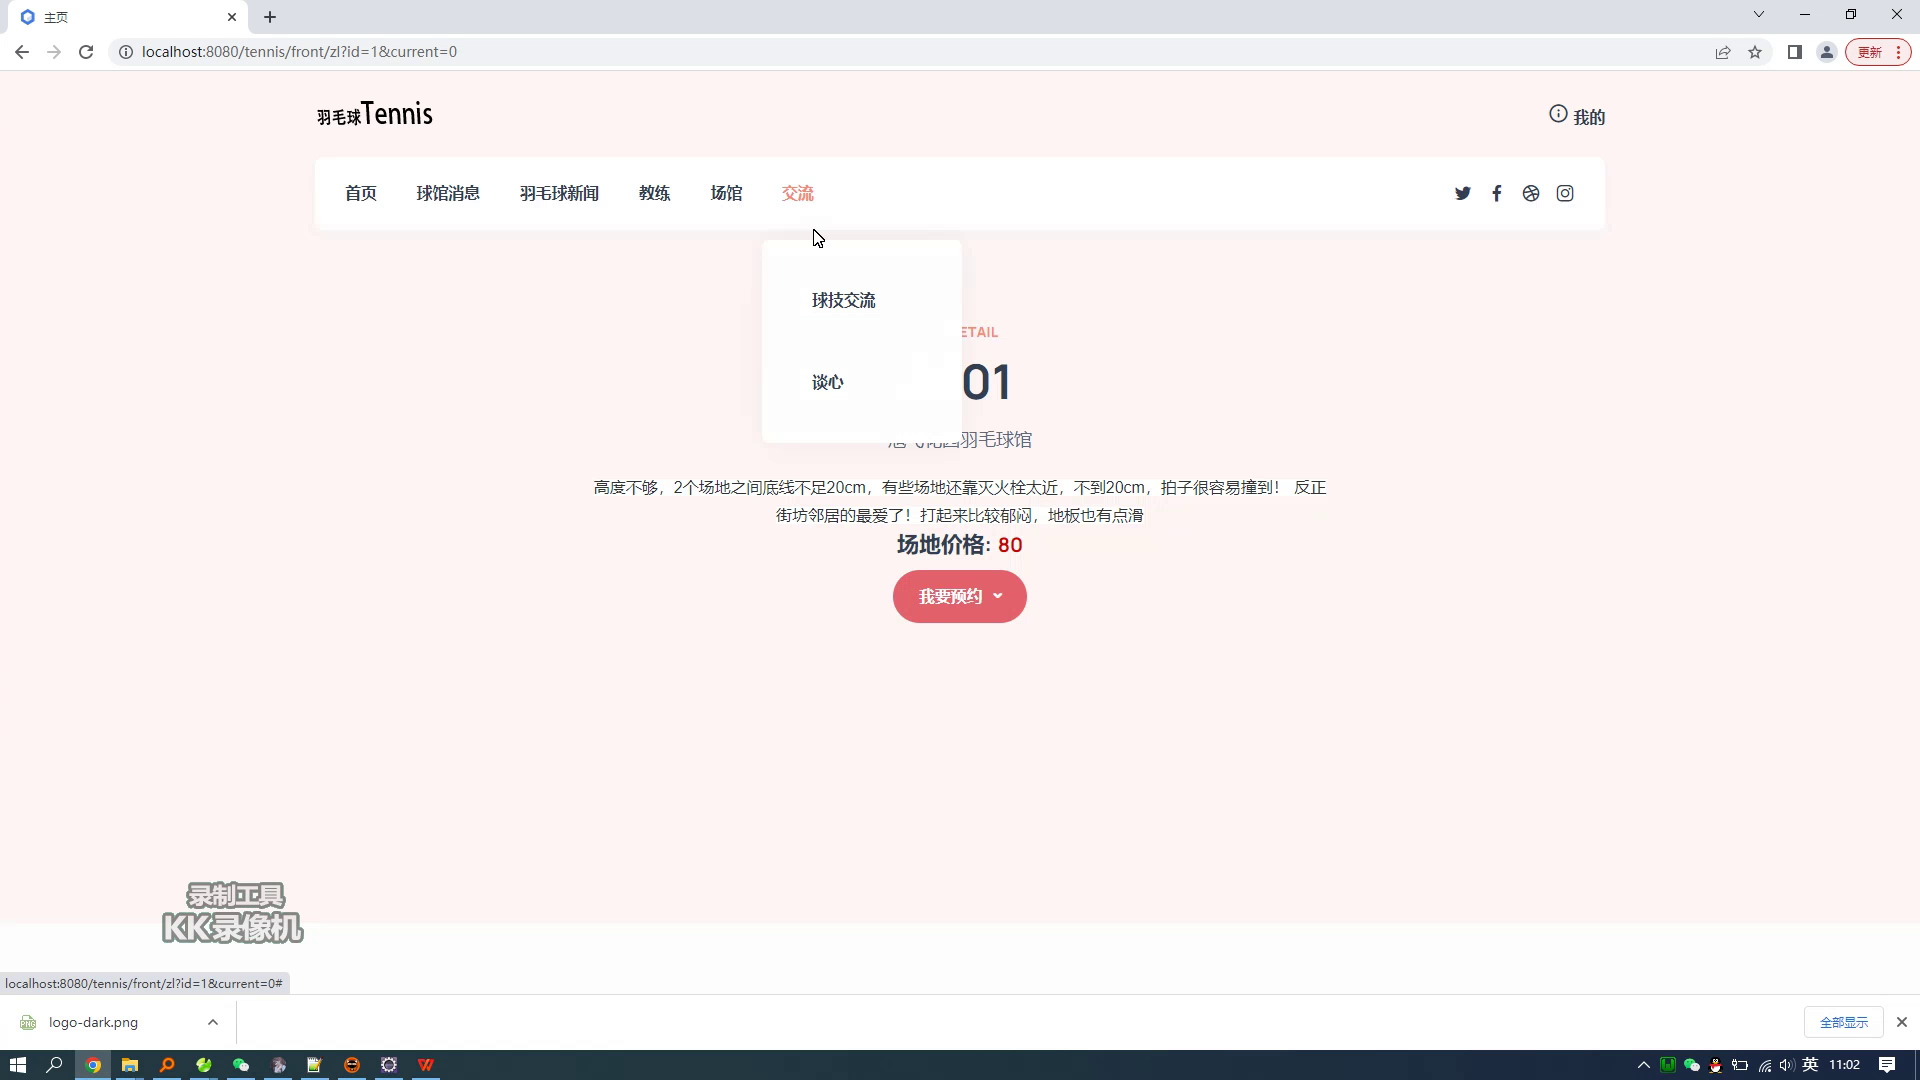 主页
localhost:8080/tennis/front/zl?id=1&current=0
更新
羽毛球Tennis
我的
首页
球馆消息
羽毛球新闻
教练
场馆
交流
球技交流
谈心
ETAIL
01
羽毛球馆
高度不够，2个场地之间底线不足20cm，有些场地还靠灭火栓太近，不到20cm，拍子很容易撞到！ 反正
街坊邻居的最爱了！打起来比较郁闷，地板也有点滑
场地价格: 80
我要预约
录制工具
KK录像机
localhost:8080/tennis/front/zl?id=1&current=0#
logo-dark.png
全部显示
英
11:02